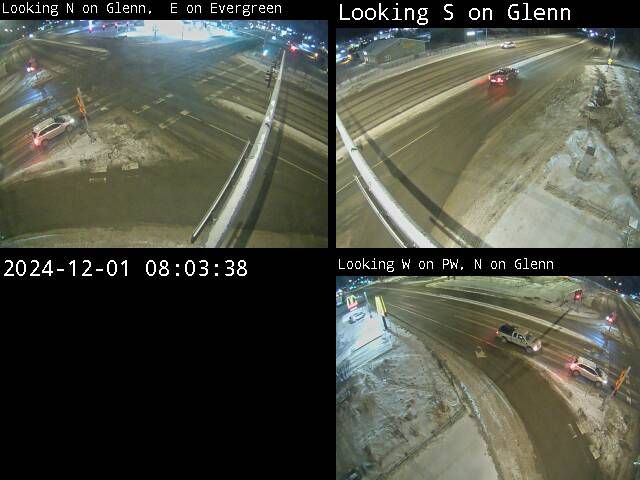 Looking N on Glenn, E on Evergreen
Looking S on Glenn
2024-12-01 08:03:38
Looking W on PW, N on Glenn